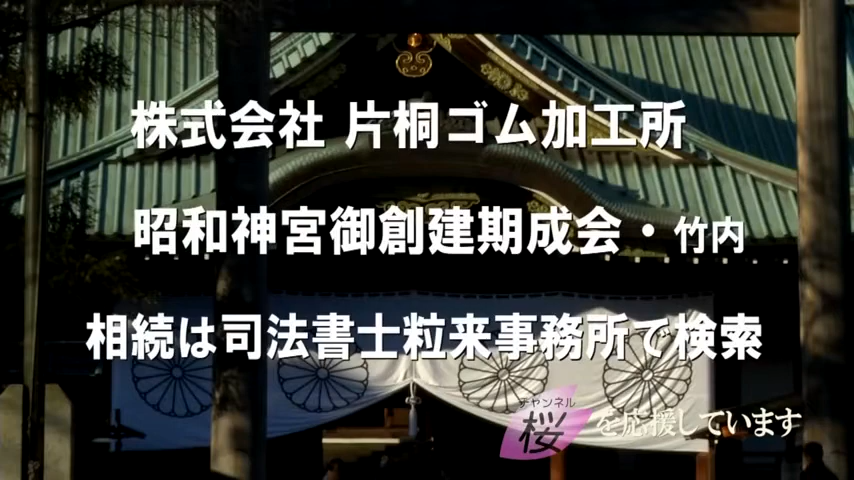 株式会社 片桐ゴム加工所
昭和神宮御創建期成会・竹内
相続は司法書士粒来事務所で検索
チャンネル
桜を応援しています